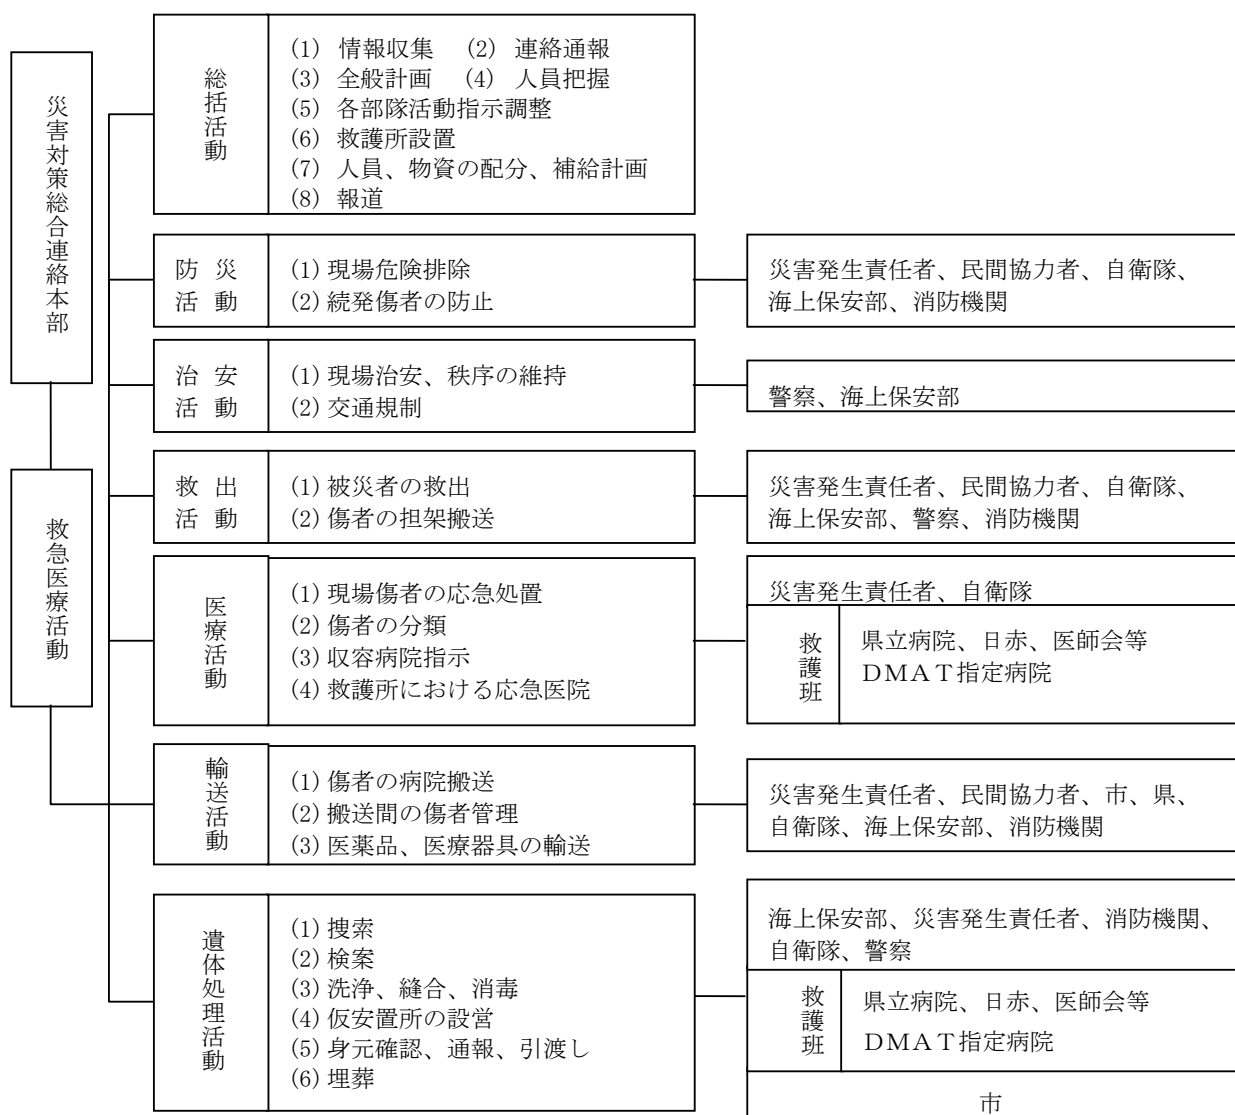 災害対策総合連絡本部
救急医療活動
総括活動
(1) 情報収集 (2) 連絡通報
(3) 全般計画 (4) 人員把握
(5) 各部隊活動指示調整
(6) 救護所設置
(7) 人員、物資の配分、補給計画
(8) 報道
防災
活動
(1) 現場危険排除
(2) 続発傷者の防止
災害発生責任者、民間協力者、自衛隊、
海上保安部、消防機関
治安
活動
(1) 現場治安、秩序の維持
(2) 交通規制
警察、海上保安部
救出
活動
(1) 被災者の救出
(2) 傷者の担架搬送
災害発生責任者、民間協力者、自衛隊、
海上保安部、警察、消防機関
医療活動
(1) 現場傷者の応急処置
(2) 傷者の分類
(3) 収容病院指示
(4) 救護所における応急医院
災害発生責任者、自衛隊
救護班
県立病院、日赤、医師会等
DMAT指定病院
輸送活動
(1) 傷者の病院搬送
(2) 搬送間の傷者管理
(3) 医薬品、医療器具の輸送
災害発生責任者、民間協力者、市、県、
自衛隊、海上保安部、消防機関
遺体処理活動
(1) 捜索
(2) 検案
(3) 洗浄、縫合、消毒
(4) 仮安置所の設営
(5) 身元確認、通報、引渡し
(6) 埋葬
海上保安部、災害発生責任者、消防機関、
自衛隊、警察
救護班
県立病院、日赤、医師会等
DMAT指定病院
市